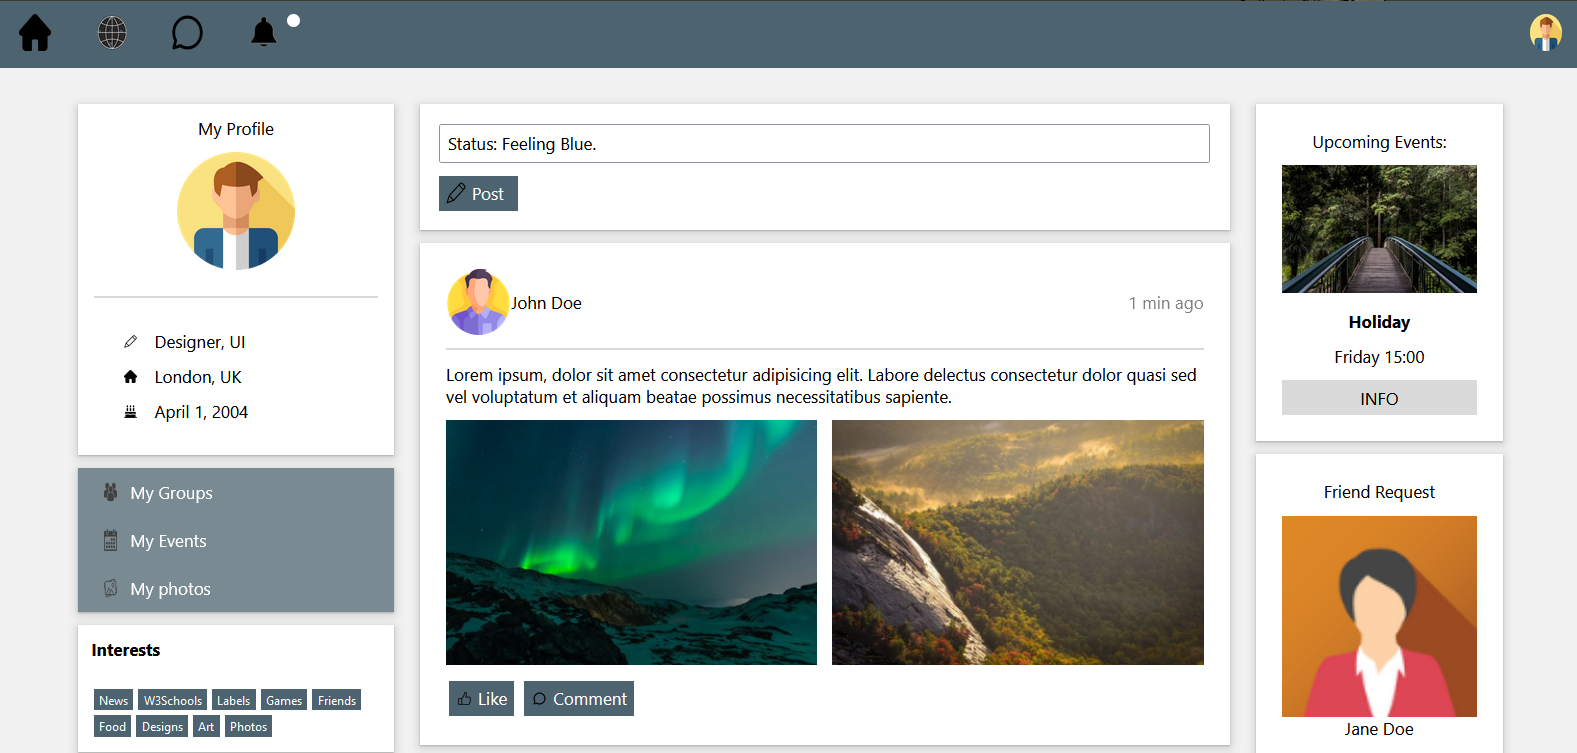 My Profile
Designer, UI
London, UK
April 1, 2004
My Groups
My Events
My photos
Interests
News W3Schools Labels Games Friends
Food Designs Art Photos
Status: Feeling Blue.
Post
John Doe
1 min ago
Lorem ipsum, dolor sit amet consectetur adipisicing elit. Labore delectus consectetur dolor quasi sed
vel voluptatum et aliquam beatae possimus necessitatibus sapiente.
Like Comment
Upcoming Events:
Holiday
Friday 15:00
INFO
Friend Request
Jane Doe